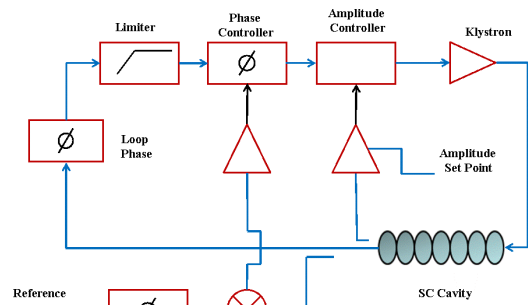 Limiter
Phase
Controller
Amplitude
Controller
Klystron
Ø
Ø
Loop
Phase
Amplitude
Set Point
Reference
SC Cavity